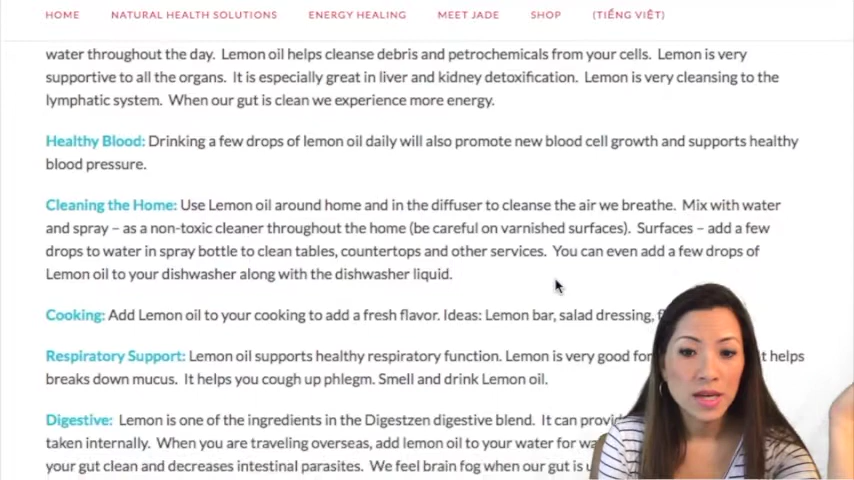 HOME NATURAL HEALTH SOLUTIONS ENERGY HEALING MEET JADE SHOP (TIẾNG VIỆT)
water throughout the day. Lemon oil helps cleanse debris and petrochemicals from your cells. Lemon is very
supportive to all the organs. It is especially great in liver and kidney detoxification. Lemon is very cleansing to the
lymphatic system. When our gut is clean we experience more energy.
Healthy Blood: Drinking a few drops of lemon oil daily will also promote new blood cell growth and supports healthy
blood pressure.
Cleaning the Home: Use Lemon oil around home and in the diffuser to cleanse the air we breathe. Mix with water
and spray – as a non-toxic cleaner throughout the home (be careful on varnished surfaces). Surfaces – add a few
drops to water in spray bottle to clean tables, countertops and other services. You can even add a few drops of
Lemon oil to your dishwasher along with the dishwasher liquid.
Cooking: Add Lemon oil to your cooking to add a fresh flavor. Ideas: Lemon bar, salad dressing,
Respiratory Support: Lemon oil supports healthy respiratory function. Lemon is very good for helps
breaks down mucus. It helps you cough up phlegm. Smell and drink Lemon oil.
Digestive: Lemon is one of the ingredients in the Digestzen digestive blend. It can
taken internally. When you are traveling overseas, add lemon oil to your water for
your gut clean and decreases intestinal parasites. We feel brain fog when our gut is